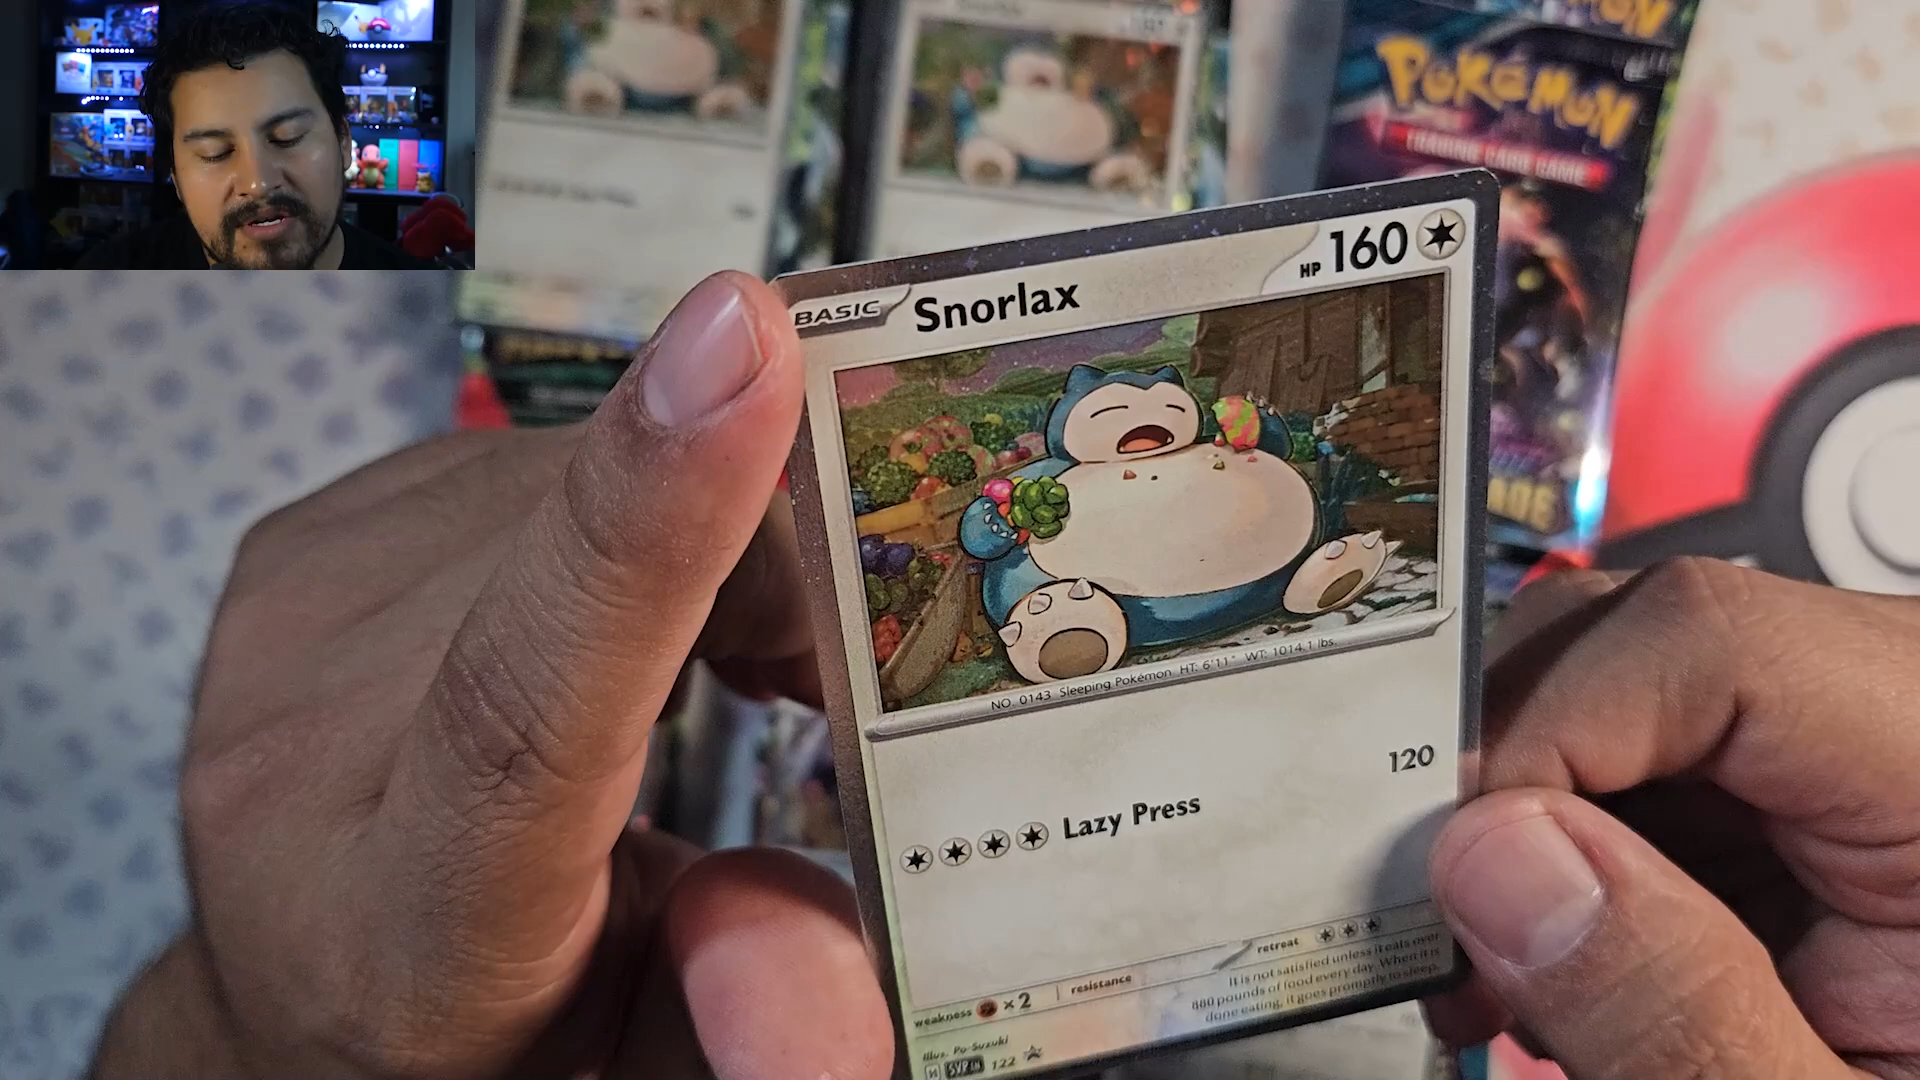 POKÉMON
TRADING CARD GAME
BASIC Snorlax HP 160
NO. 0143 Sleeping Pokémon HT: 6'11" WT: 1014.1 lbs.
Lazy Press 120
weakness ×2 resistance retreat
It is not satisfied unless it eats over
880 pounds of food every day. When it is
done eating, it goes promptly to sleep.
Illus. Po-Suzuki
SVP EN 122